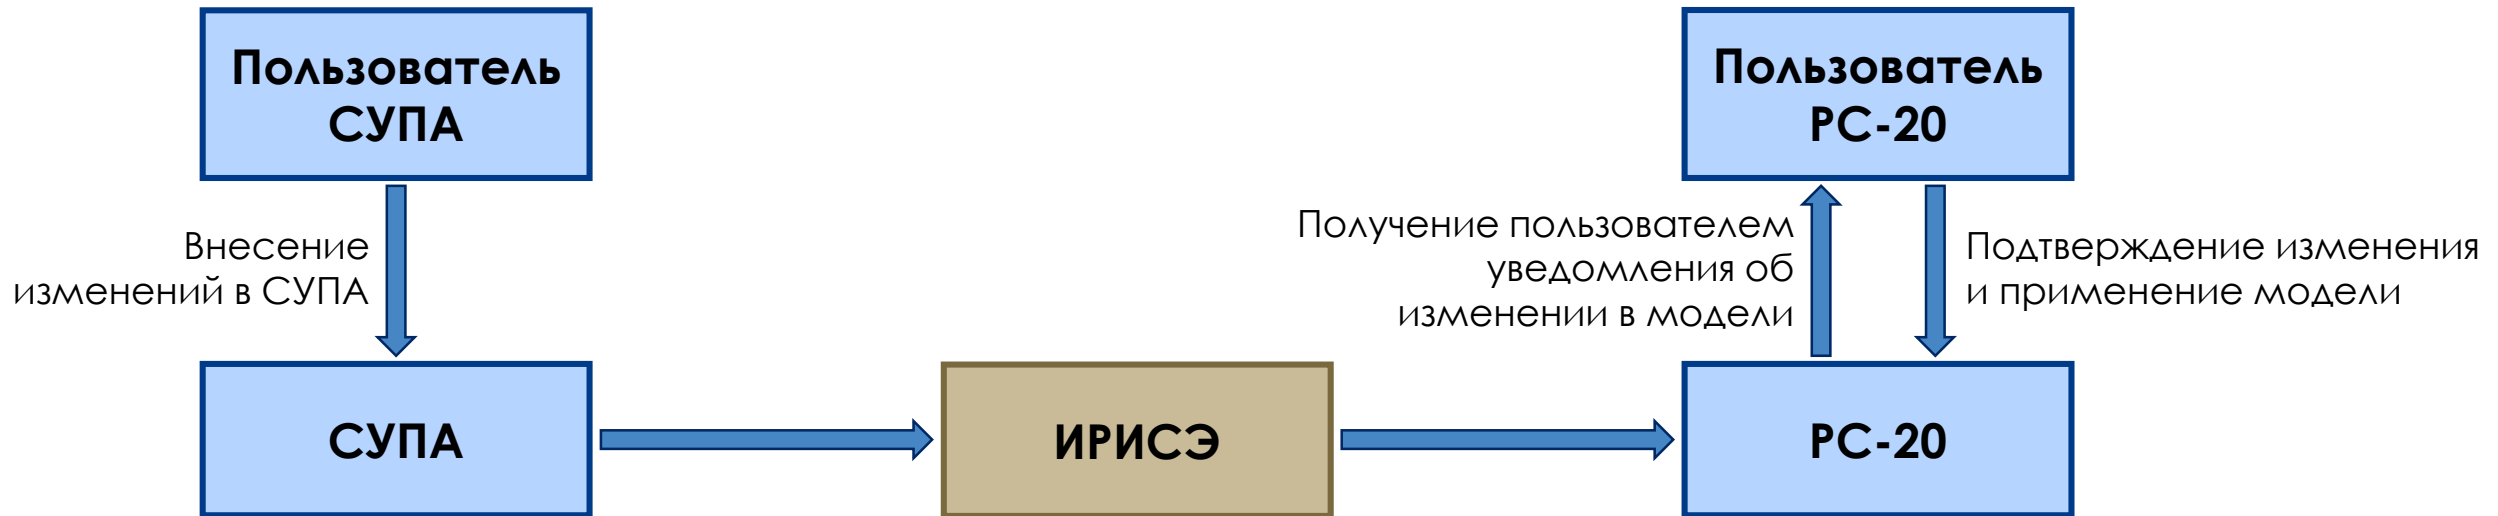 Пользователь
СУПА
Пользователь
РС-20
Внесение
изменений в СУПА
Получение пользователем
уведомления об
изменении в модели
Подтверждение изменения
и применение модели
СУПА
ИРИСЭ
РС-20